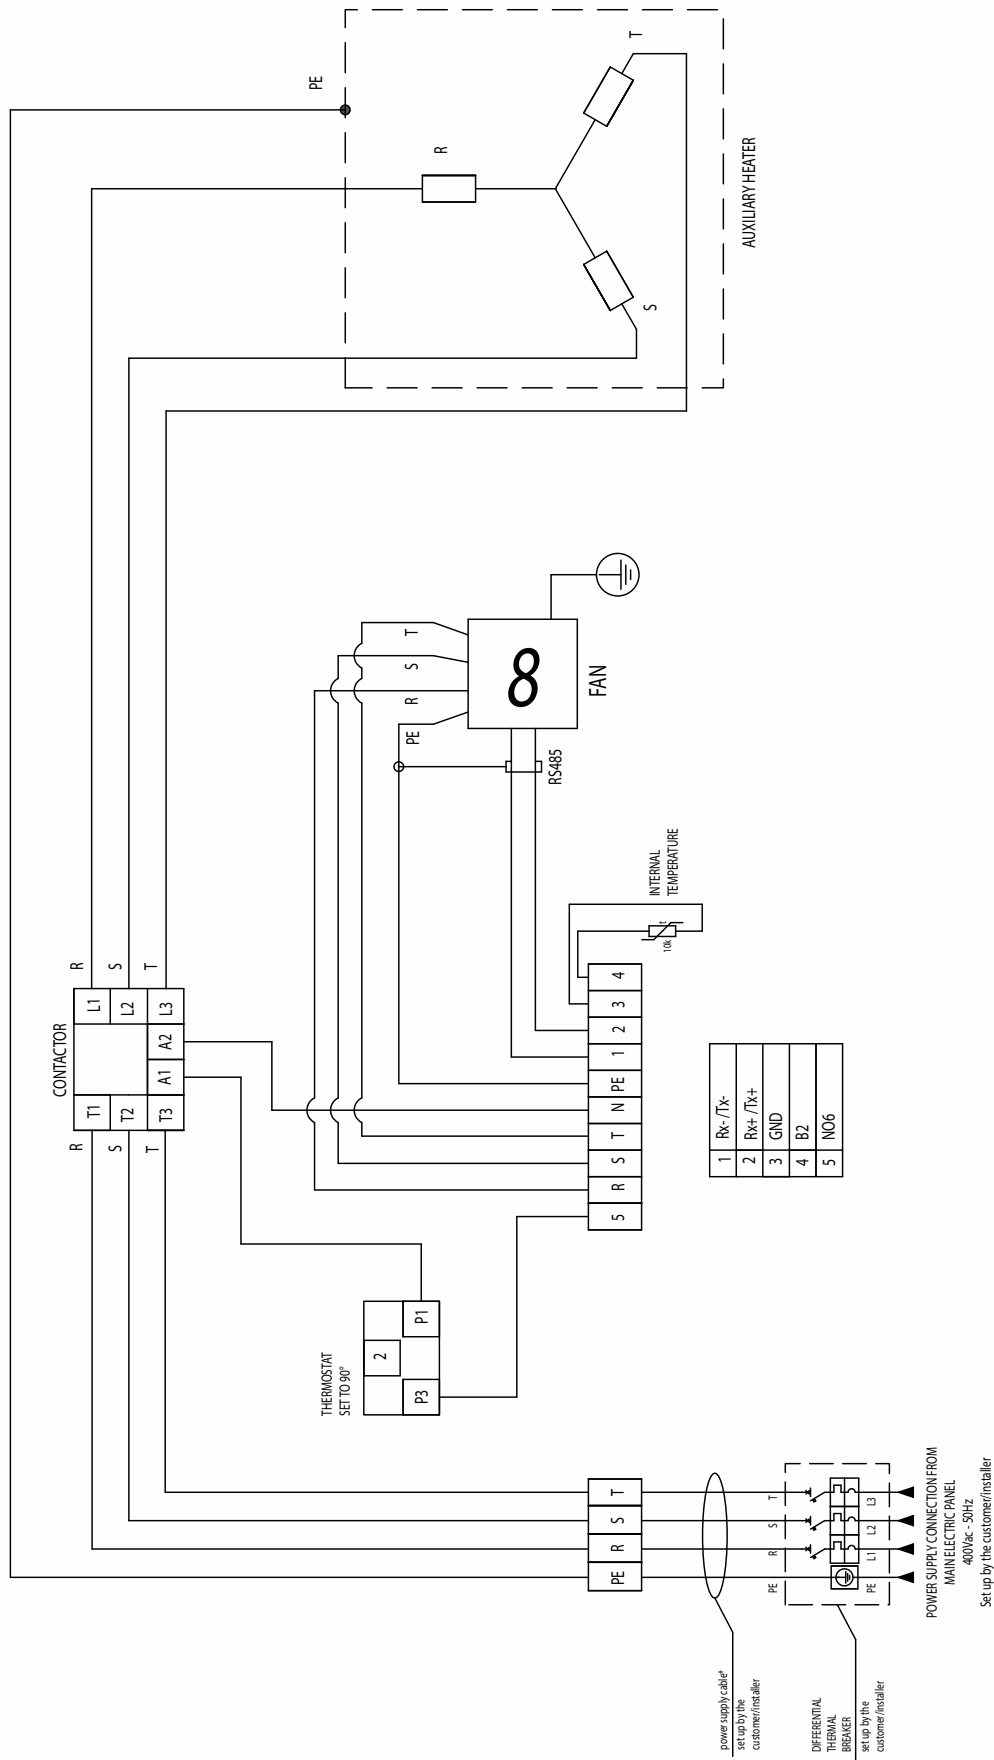 PE
R
T
S
AUXILIARY HEATER
CONTACTOR
R
S
T
L1
L2
L3
A2
A1
T1
T2
T3
R
S
T
T
S
R
PE
8
FAN
RS485
INTERNAL
TEMPERATURE
10k
t
4
3
2
1
PE
N
T
S
R
5
1 Rx-/Tx-
2 Rx+/Tx+
3 GND
4 B2
5 NO6
THERMOSTAT
SET TO 90°
P1
2
P3
T
S
R
PE
T
S
R
PE
L3
L2
L1
PE
power supply cable*
set up by the
customer/installer
DIFFERENTIAL
THERMAL
BREAKER
set up by the
customer/installer
POWER SUPPLY CONNECTION FROM
MAIN ELECTRIC PANEL
400Vac - 50Hz
Set up by the customer/installer